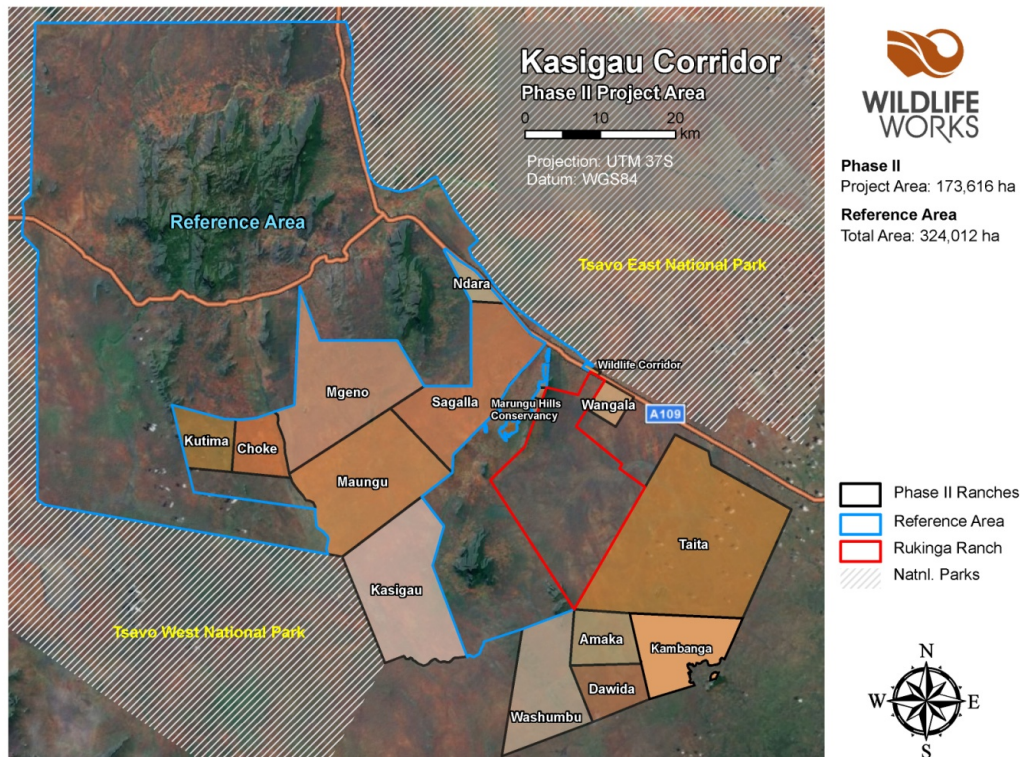 Kasigau Corridor
Phase II Project Area
0 10 20
km
Projection: UTM 37S
Datum: WGS84
WILDLIFE
WORKS
Phase II
Project Area: 173,616 ha
Reference Area
Total Area: 324,012 ha
Reference Area
Tsavo East National Park
Ndara
Wildlife Corridor
Mgeno
Sagalla
Marungu Hills
Conservancy
Wangala
A109
Kutima
Choke
Maungu
Taita
Kasigau
Tsavo West National Park
Amaka
Kambanga
Dawida
Washumbu
Phase II Ranches
Reference Area
Rukinga Ranch
Natnl. Parks
N
W E
S